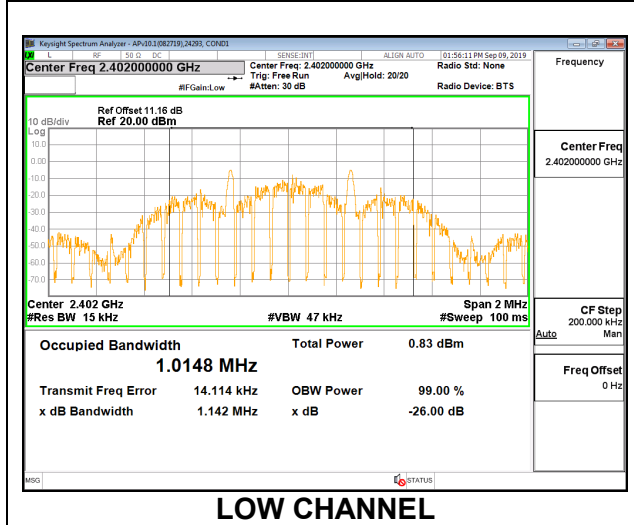 Keysight Spectrum Analyzer - APv10.1(082719),24293, COND1
L RF 50 Ω DC SENSE:INT ALIGN AUTO 01:56:11 PM Sep 09, 2019
Center Freq 2.402000000 GHz Center Freq: 2.402000000 GHz Radio Std: None Frequency
Trig: Free Run Avg|Hold: 20/20
#IFGain:Low #Atten: 30 dB Radio Device: BTS
Ref Offset 11.16 dB
10 dB/div Ref 20.00 dBm
Log
10.0
0.00
-10.0
-20.0
-30.0
-40.0
-50.0
-60.0
-70.0
Center Freq
2.402000000 GHz
Center 2.402 GHz Span 2 MHz
#Res BW 15 kHz #VBW 47 kHz #Sweep 100 ms
CF Step
200.000 kHz
Auto Man
Occupied Bandwidth Total Power 0.83 dBm
1.0148 MHz
Transmit Freq Error 14.114 kHz OBW Power 99.00 %
x dB Bandwidth 1.142 MHz x dB -26.00 dB
Freq Offset
0 Hz
MSG STATUS
LOW CHANNEL